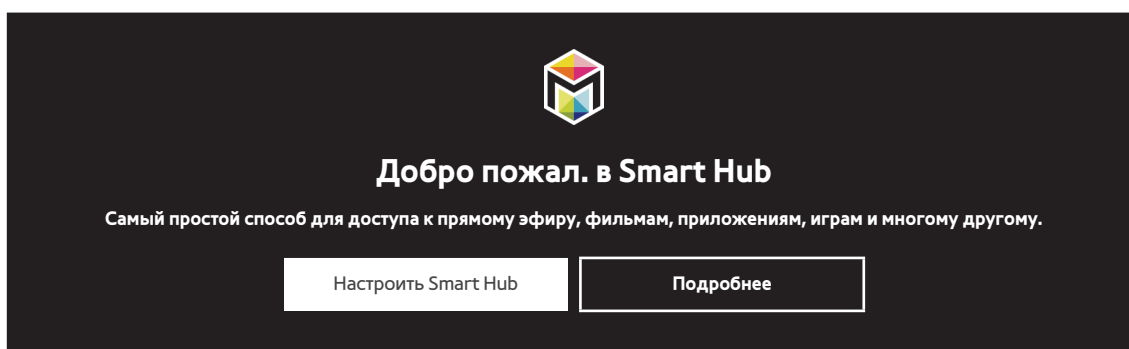 Добро пожал. в Smart Hub
Самый простой способ для доступа к прямому эфиру, фильмам, приложениям, играм и многому другому.
Настроить Smart Hub
Подробнее